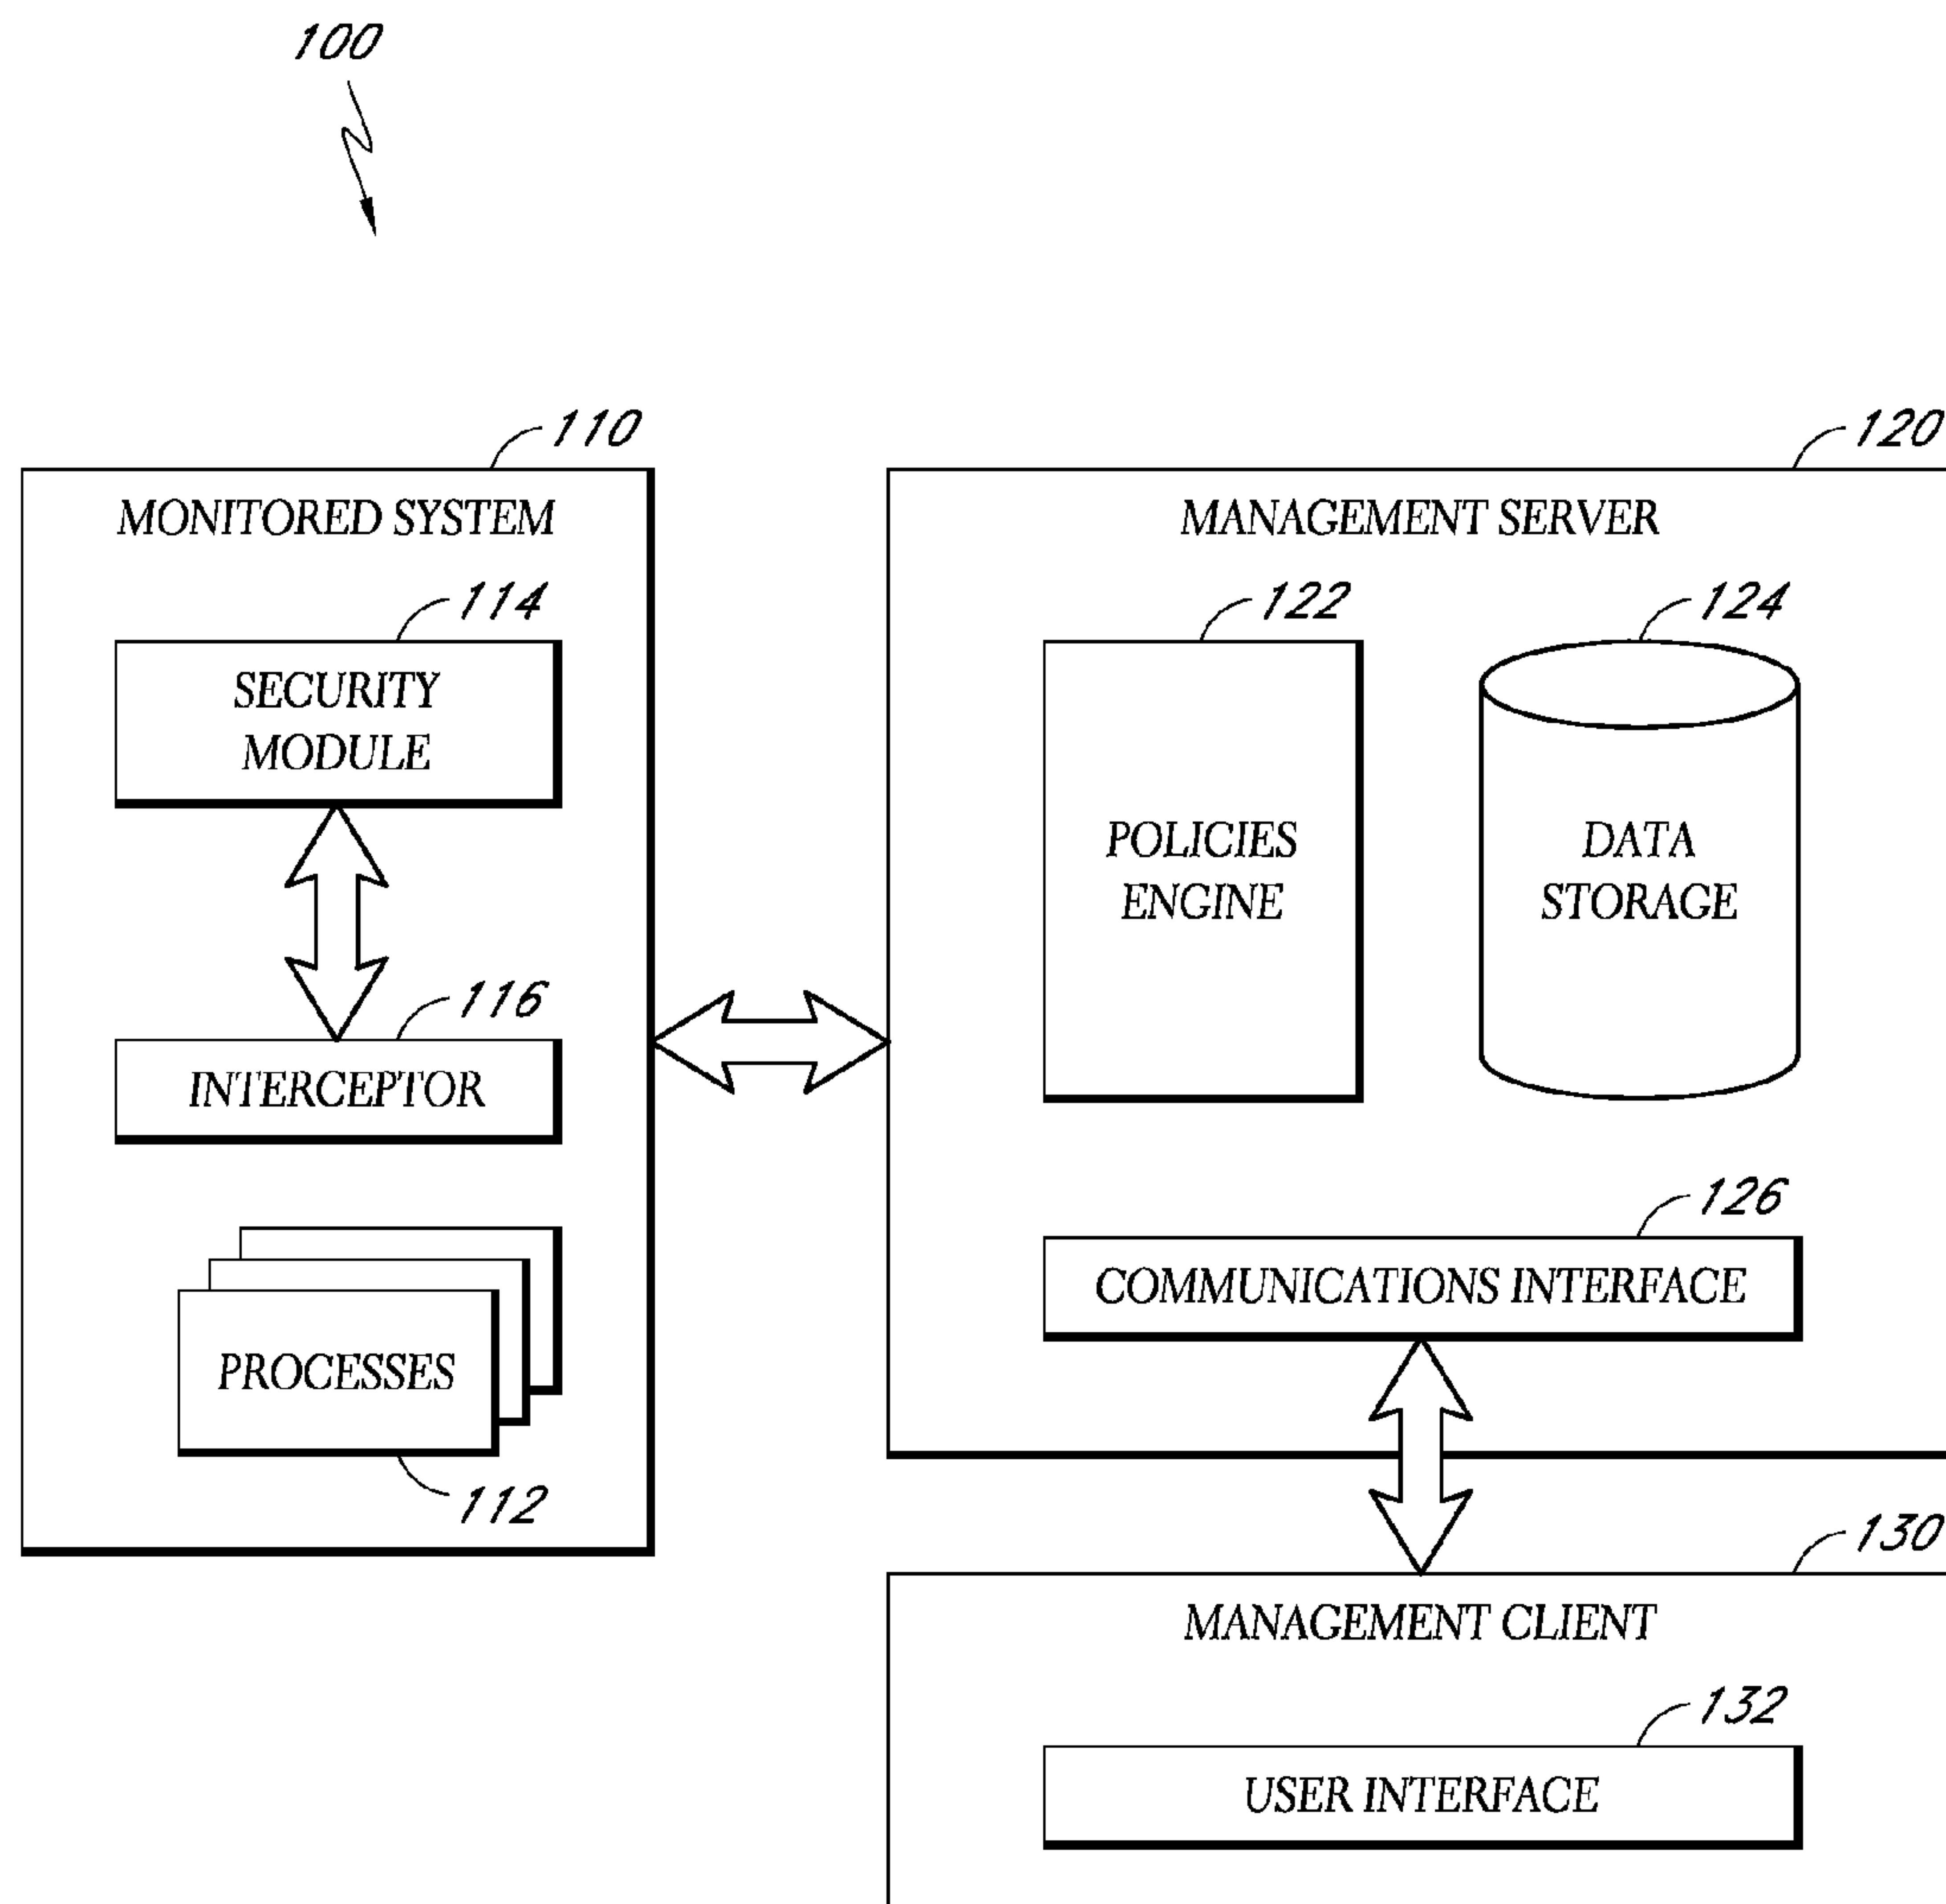 100
110
MONITORED SYSTEM
114
SECURITY
MODULE
116
INTERCEPTOR
PROCESSES
112
120
MANAGEMENT SERVER
122
POLICIES
ENGINE
124
DATA
STORAGE
126
COMMUNICATIONS INTERFACE
130
MANAGEMENT CLIENT
132
USER INTERFACE